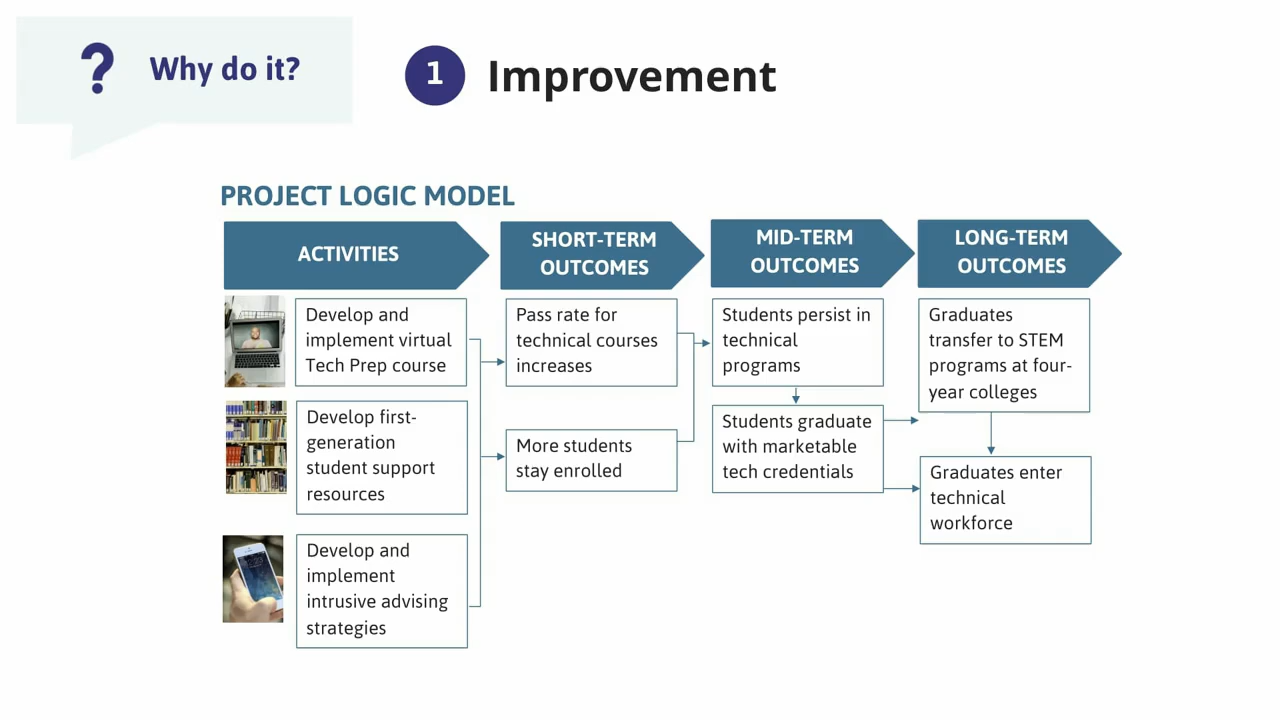 ?
Why do it?
1
Improvement
PROJECT LOGIC MODEL
ACTIVITIES
SHORT-TERM
OUTCOMES
MID-TERM
OUTCOMES
LONG-TERM
OUTCOMES
Develop and
implement virtual
Tech Prep course
Develop first-
generation
student support
resources
Develop and
implement
intrusive advising
strategies
Pass rate for
technical courses
increases
More students
stay enrolled
Students persist in
technical
programs
Students graduate
with marketable
tech credentials
Graduates
transfer to STEM
programs at four-
year colleges
Graduates enter
technical
workforce